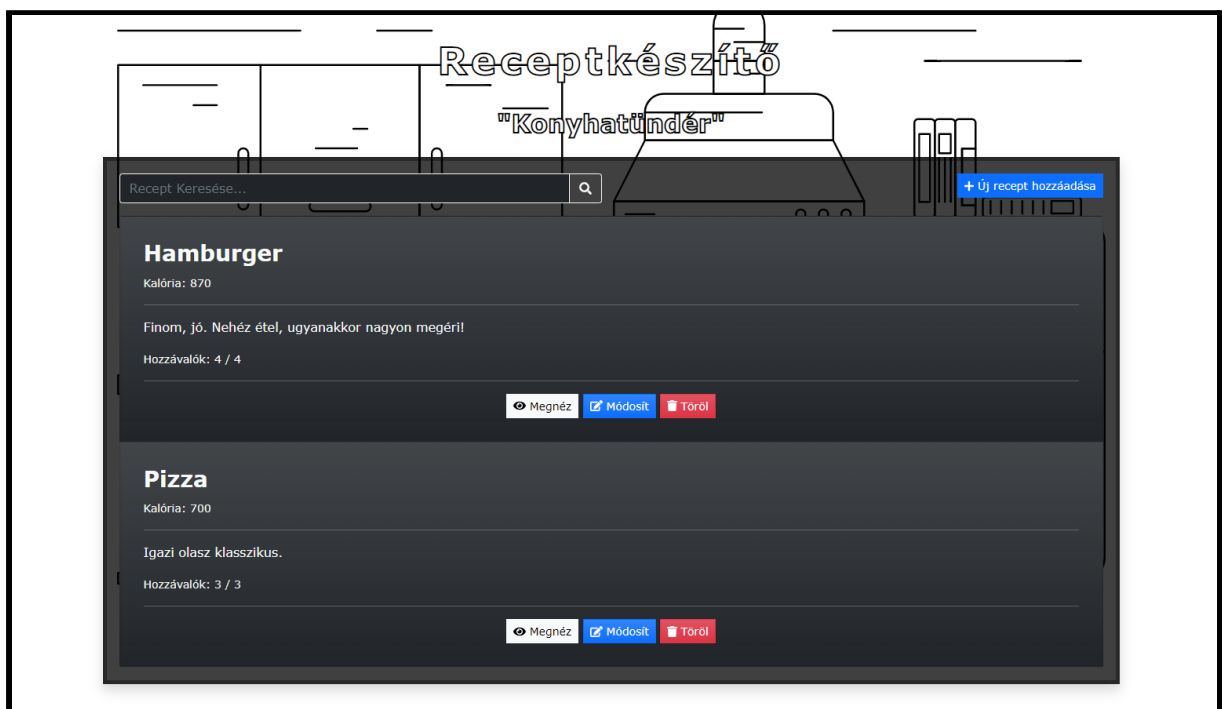 Receptkészítő
"Konyhatündér"
Recept Keresése...
+ Új recept hozzáadása
Hamburger
Kalória: 870
Finom, jó. Nehéz étel, ugyanakkor nagyon megéri!
Hozzávalók: 4 / 4
Megnéz Módosít Töröl
Pizza
Kalória: 700
Igazi olasz klasszikus.
Hozzávalók: 3 / 3
Megnéz Módosít Töröl